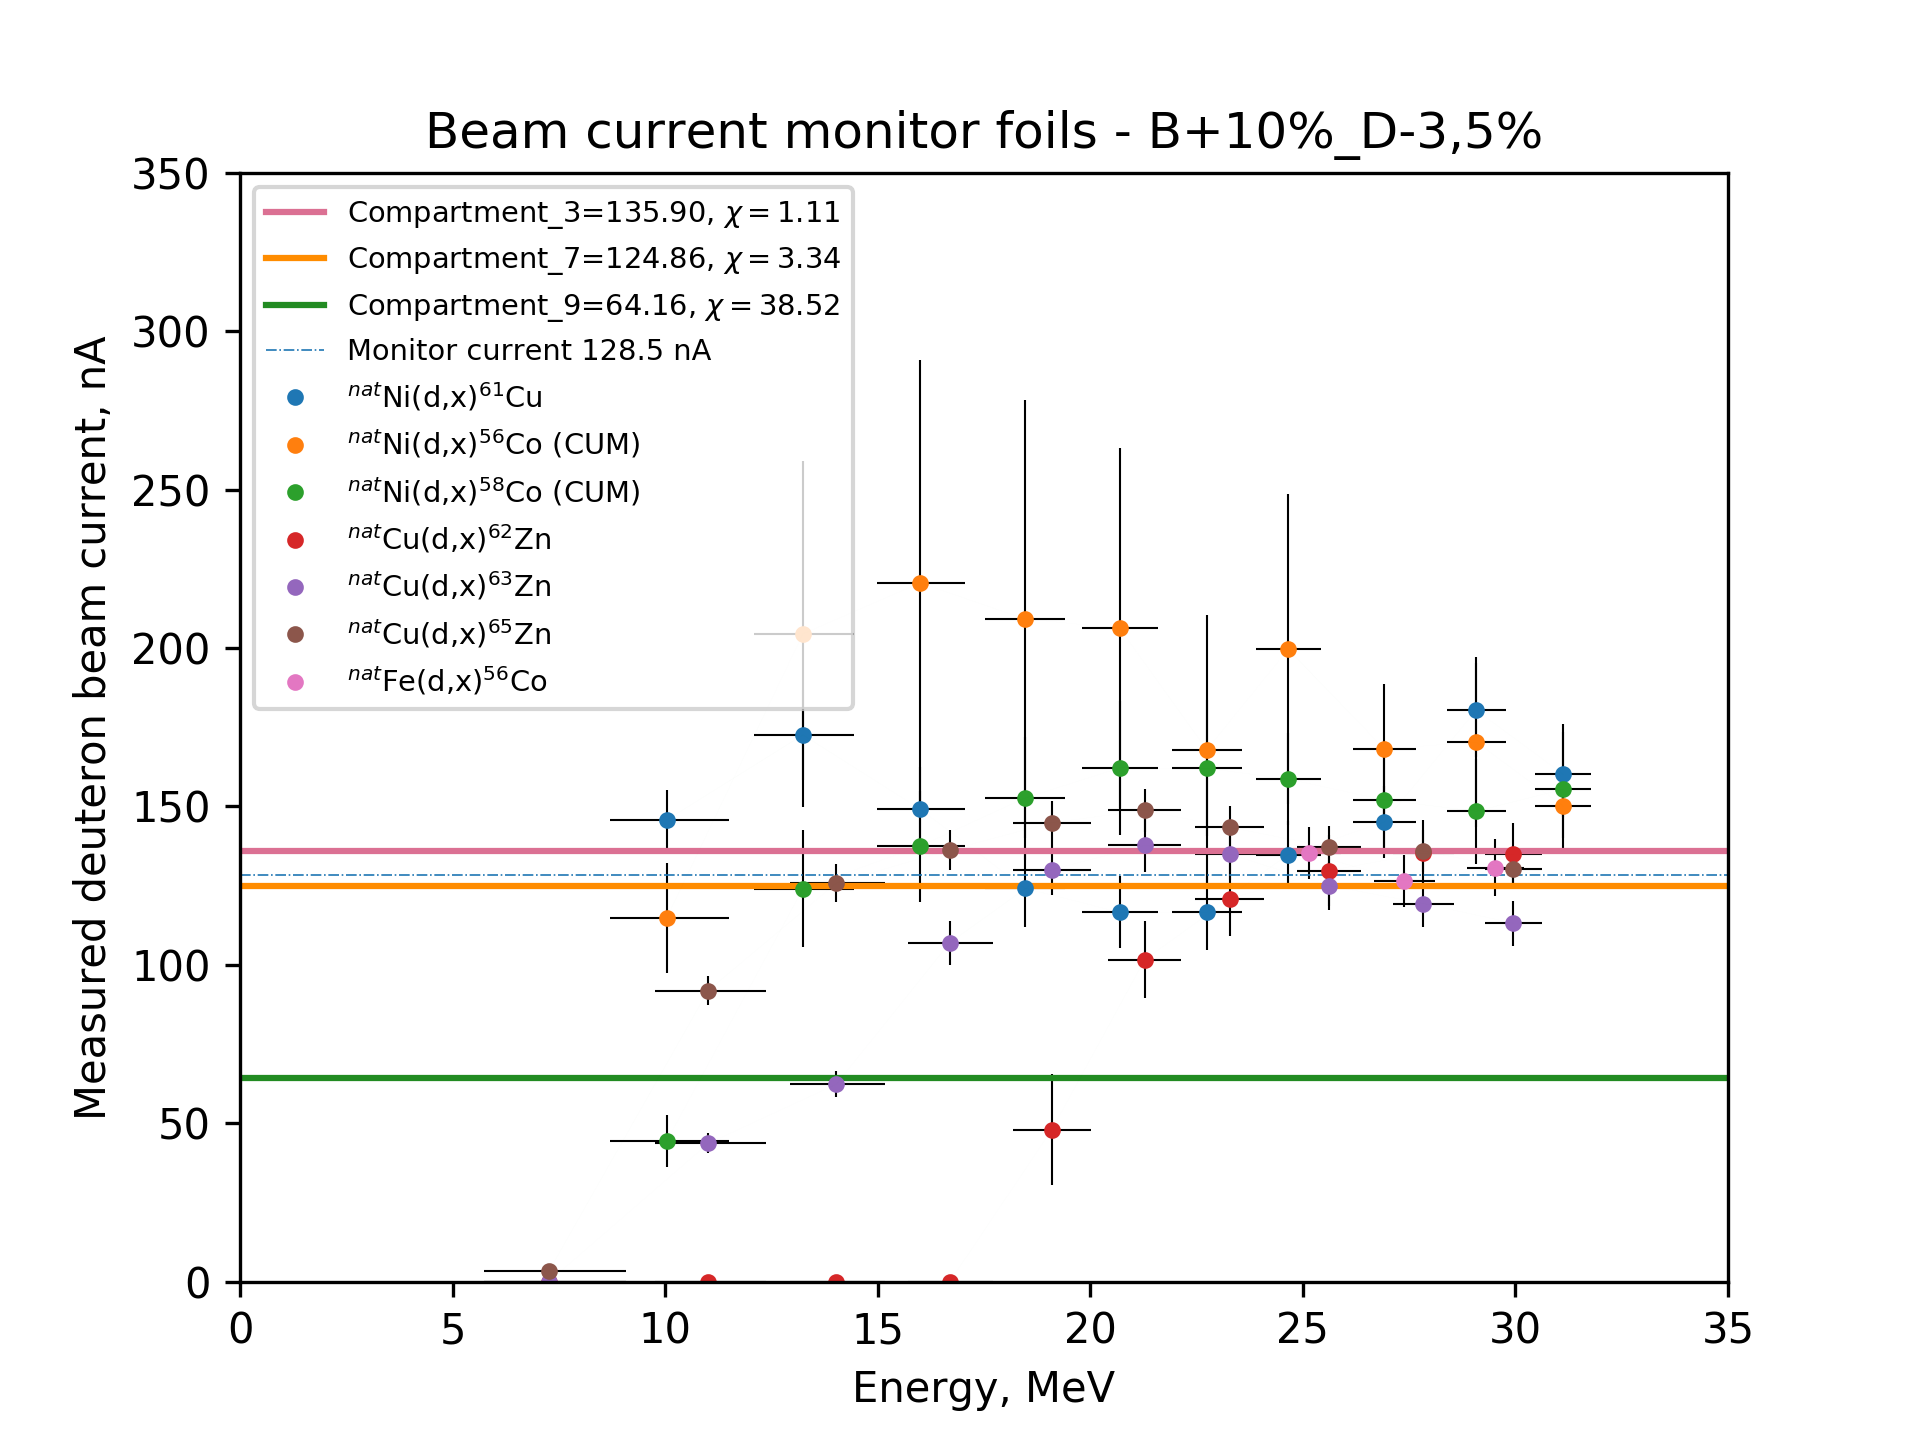 Beam current monitor foils - B+10%_D-3,5%
350
300
250
200
150
100
50
0
Measured deuteron beam current, nA
Compartment_3=135.90, χ = 1.11
Compartment_7=124.86, χ = 3.34
Compartment_9=64.16, χ = 38.52
Monitor current 128.5 nA
ⁿᵃᵗNi(d,x)⁶¹Cu
ⁿᵃᵗNi(d,x)⁵⁶Co (CUM)
ⁿᵃᵗNi(d,x)⁵⁸Co (CUM)
ⁿᵃᵗCu(d,x)⁶²Zn
ⁿᵃᵗCu(d,x)⁶³Zn
ⁿᵃᵗCu(d,x)⁶⁵Zn
ⁿᵃᵗFe(d,x)⁵⁶Co
0 5 10 15 20 25 30 35
Energy, MeV